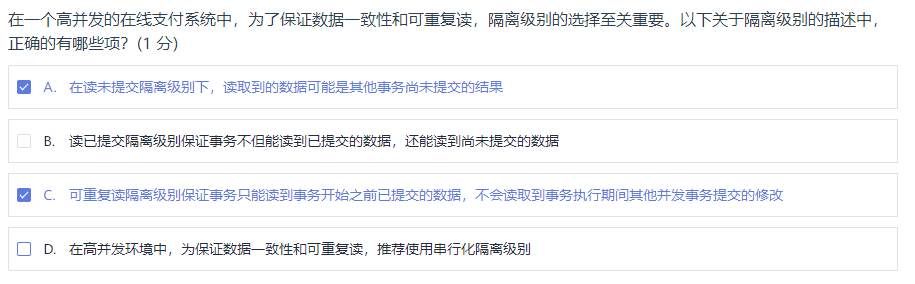 在一个高并发的在线支付系统中，为了保证数据一致性和可重复读，隔离级别的选择至关重要。以下关于隔离级别的描述中，
正确的有哪些项？(1 分)
A. 在读未提交隔离级别下，读取到的数据可能是其他事务尚未提交的结果
B. 读已提交隔离级别保证事务不但能读到已提交的数据，还能读到尚未提交的数据
C. 可重复读隔离级别保证事务只能读到事务开始之前已提交的数据，不会读取到事务执行期间其他并发事务提交的修改
D. 在高并发环境中，为保证数据一致性和可重复读，推荐使用串行化隔离级别